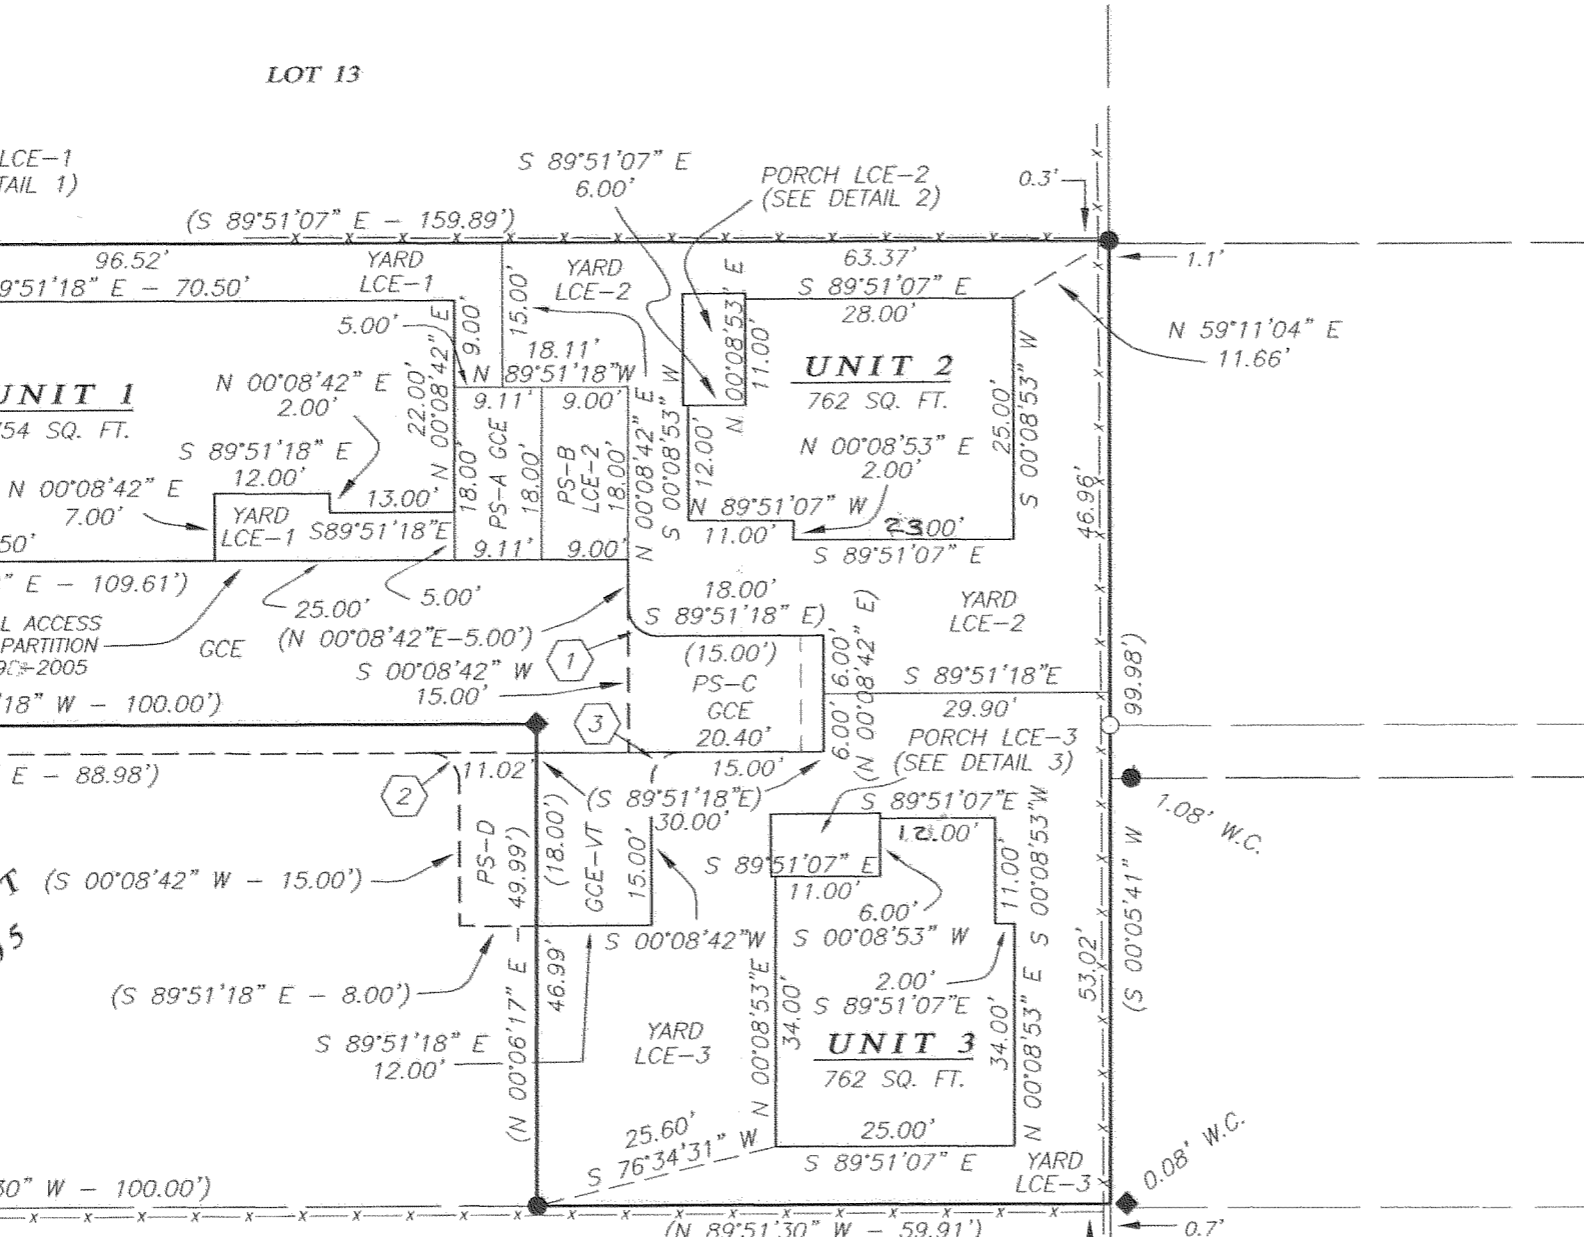 LOT 13
LCE-1
TAIL 1)
S 89°51'07" E
6.00'
PORCH LCE-2
(SEE DETAIL 2)
0.3'
(S 89°51'07" E - 159.89')
96.52'
YARD
LCE-1
YARD
LCE-2
63.37'
1.1'
9°51'18" E - 70.50'
S 89°51'07" E
28.00'
5.00'
9.00'
15.00'
N 00°08'53" E
11.00'
N 59°11'04" E
11.66'
18.11'
N 89°51'18"W
UNIT 1
54 SQ. FT.
N 00°08'42" E
2.00'
22.00'
N 00°08'42" E
9.11'
9.00'
UNIT 2
762 SQ. FT.
25.00'
S 00°08'53" W
S 89°51'18" E
12.00'
N 00°08'42" E
7.00'
13.00'
18.00'
PS-A GCE
18.00'
PS-B
LCE-2
18.00'
N 00°08'42" E
S 00°08'53" W
12.00'
N 00°08'53" E
2.00'
46.96'
YARD
LCE-1
S89°51'18"E
N 89°51'07" W
11.00'
23.00'
S 89°51'07" E
50'
9.11'
9.00'
" E - 109.61')
25.00'
5.00'
18.00'
S 89°51'18" E)
YARD
LCE-2
L ACCESS
PARTITION
-2005
GCE
(N 00°08'42"E-5.00')
1
S 00°08'42" W
15.00'
(15.00')
PS-C
GCE
20.40'
6.00'
6.00'
(N 00°08'42" E)
S 89°51'18"E
29.90'
99.98')
(S 00°05'41" W
'18" W - 100.00')
3
PORCH LCE-3
(SEE DETAIL 3)
E - 88.98')
2
11.02'
15.00'
(S 89°51'18"E)
30.00'
S 89°51'07"E
12.00'
1.08' W.C.
PS-D
49.99')
(18.00')
GCE-VT
15.00'
(S 00°08'42" W - 15.00')
S 89°51'07" E
11.00'
6.00'
S 00°08'53" W
11.00'
S 00°08'53"W
S 00°08'42"W
2.00'
S 89°51'07"E
53.02'
(S 89°51'18" E - 8.00')
46.99'
(N 00°06'17" E -
S 89°51'18" E
12.00'
YARD
LCE-3
N 00°08'53"E
34.00'
UNIT 3
762 SQ. FT.
34.00'
N 00°08'53" E
25.60'
S 76°34'31" W
25.00'
S 89°51'07" E
YARD
LCE-3
0.08' W.C.
30" W - 100.00')
(N 89°51'30" W - 59.91')
0.7'